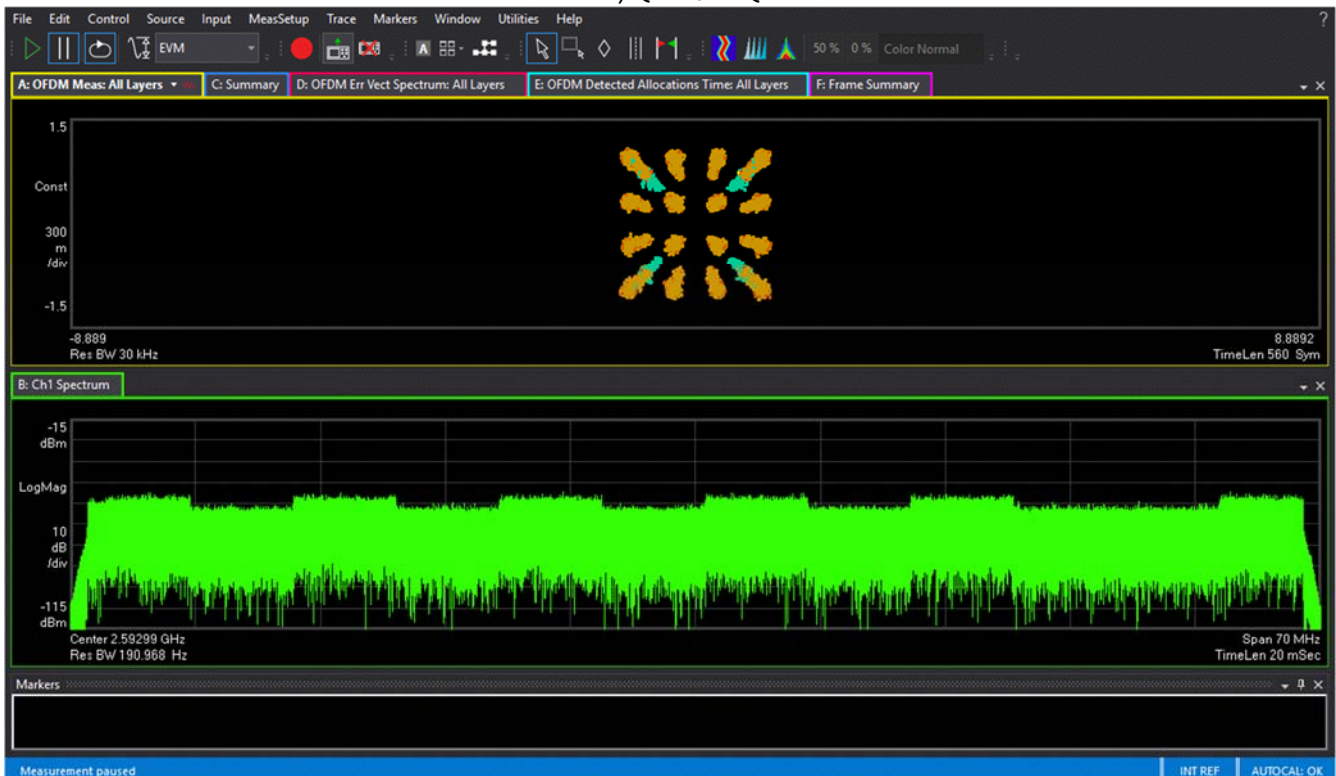 File Edit Control Source Input MeasSetup Trace Markers Window Utilities Help ?
EVM A 50 % 0 % Color Normal
A: OFDM Meas: All Layers C: Summary D: OFDM Err Vect Spectrum: All Layers E: OFDM Detected Allocations Time: All Layers F: Frame Summary
1.5
Const
300
m
/div
-1.5
-8.889 8.8892
Res BW 30 kHz TimeLen 560 Sym
B: Ch1 Spectrum
-15
dBm
LogMag
10
dB
/div
-115
dBm
Center 2.59299 GHz Span 70 MHz
Res BW 190.968 Hz TimeLen 20 mSec
Markers
Measurement paused INT REF AUTOCAL: OK